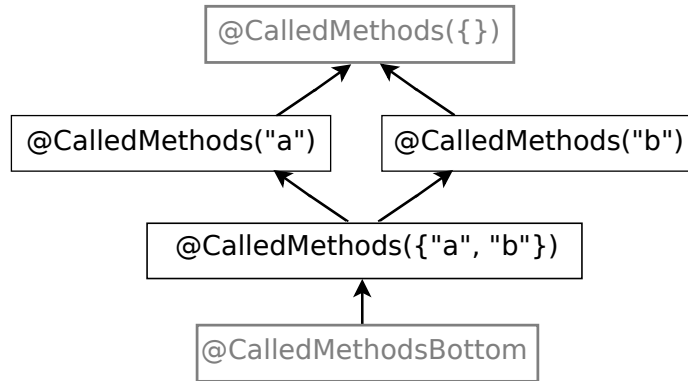 @CalledMethods({})
@CalledMethods("a")
@CalledMethods("b")
@CalledMethods({"a", "b"})
@CalledMethodsBottom